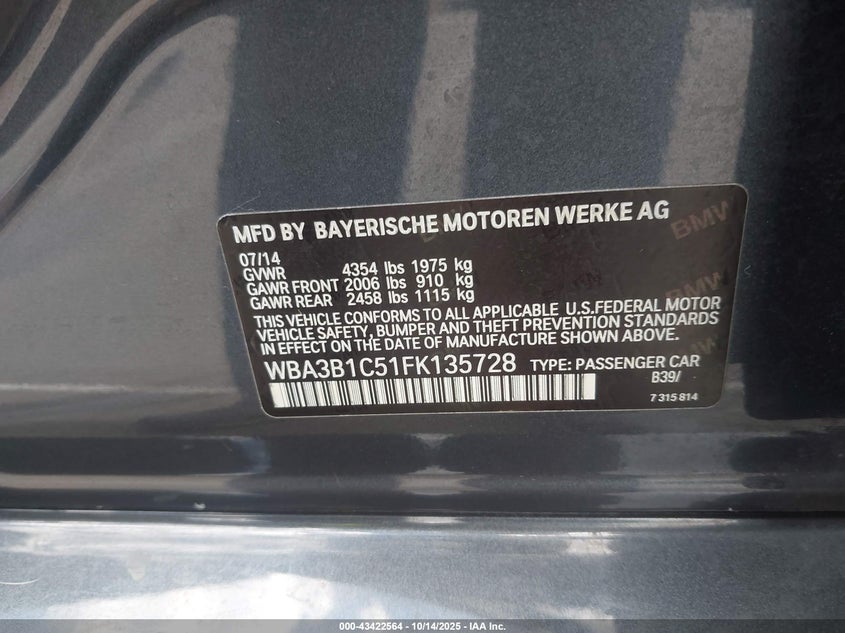 MFD BY BAYERISCHE MOTOREN WERKE AG
07/14
GVWR 4354 lbs 1975 kg
GAWR FRONT 2006 lbs 910 kg
GAWR REAR 2458 lbs 1115 kg
THIS VEHICLE CONFORMS TO ALL APPLICABLE U.S.FEDERAL MOTOR
VEHICLE SAFETY, BUMPER AND THEFT PREVENTION STANDARDS
IN EFFECT ON THE DATE OF MANUFACTURE SHOWN ABOVE.
WBA3B1C51FK135728 TYPE: PASSENGER CAR
B39/
7 315 814
BMW
BMW
000-43422564 | 10/14/2025 - IAA Inc.